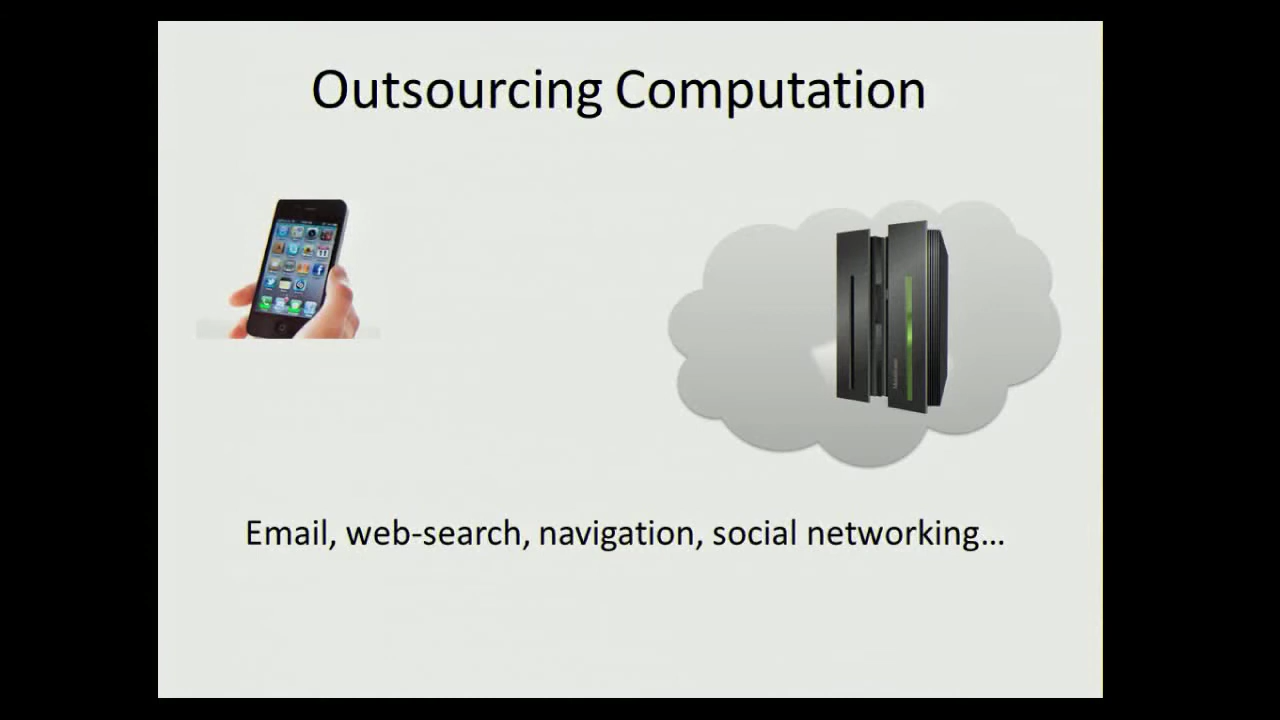 Outsourcing Computation
Email, web-search, navigation, social networking…